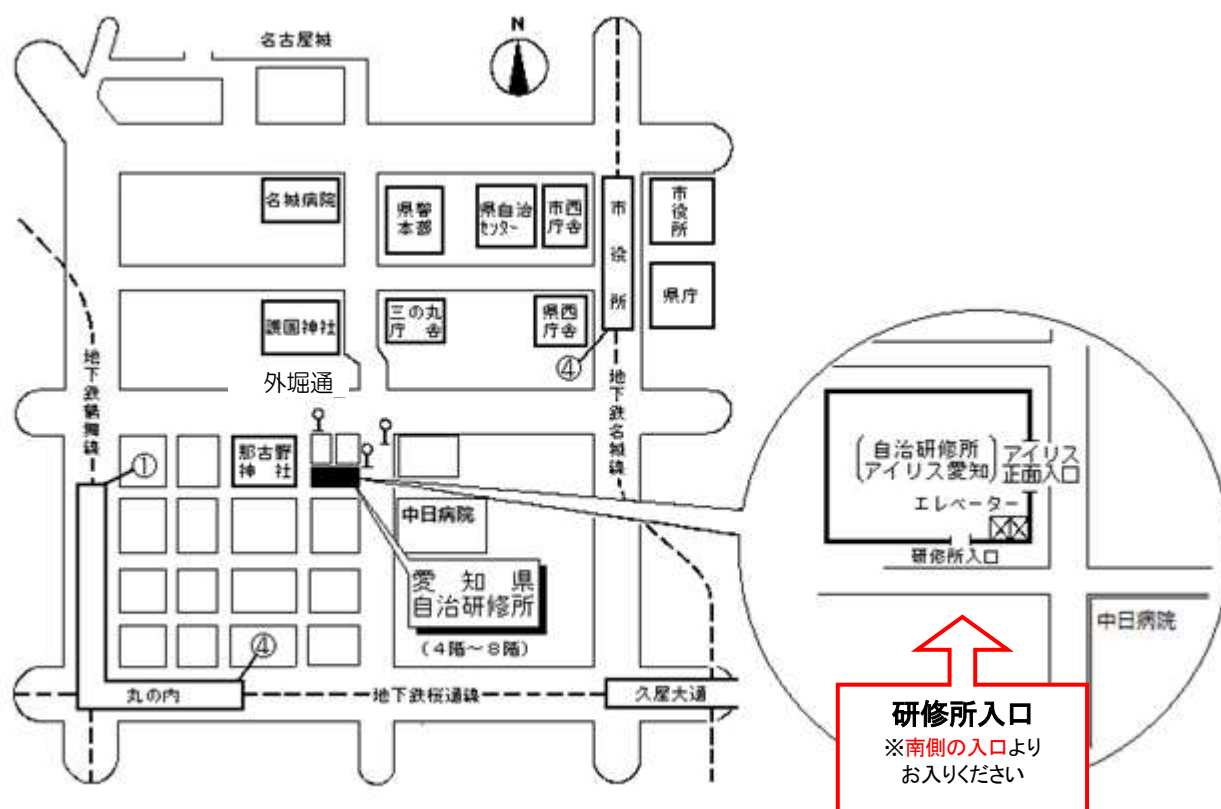 名古屋城
N
名城病院
県警
本部
県自治
センター
市西
庁舎
市役所
市役所
県庁
護国神社
三の丸
庁舎
県西
庁舎
④
外堀通
地下鉄鶴舞線
地下鉄名城線
①
那古野
神社
中日病院
愛知県
自治研修所
(4階~8階)
④
丸の内
地下鉄桜通線
久屋大通
自治研修所
アイリス愛知
アイリス
正面入口
エレベーター
研修所入口
中日病院
研修所入口
※南側の入口より
お入りください